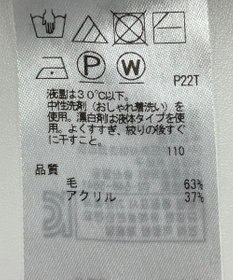 P W P22T
液温は30℃以下。
中性洗剤(おしゃれ着洗い)を
使用。漂白剤は液体タイプを使
用。よくすすぎ、絞りの後すぐ
に干すこと。
110
品質
毛 63%
アクリル 37%